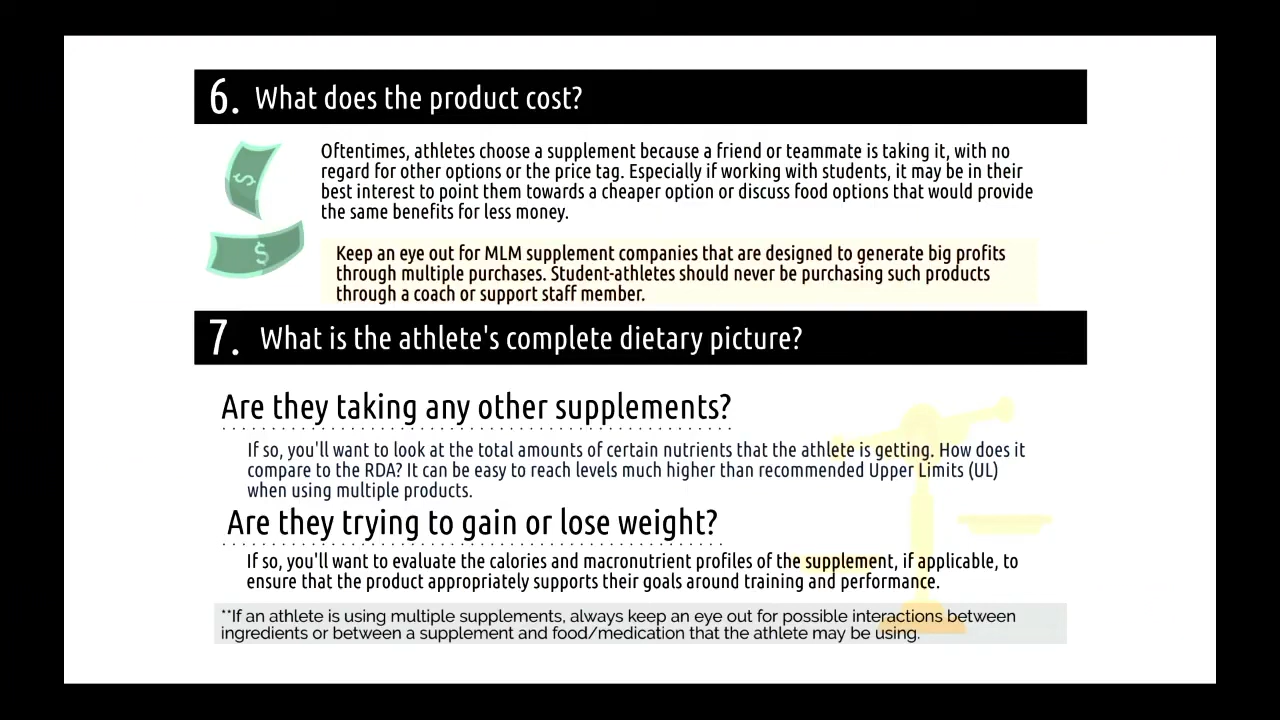 6. What does the product cost?
Oftentimes, athletes choose a supplement because a friend or teammate is taking it, with no
regard for other options or the price tag. Especially if working with students, it may be in their
best interest to point them towards a cheaper option or discuss food options that would provide
the same benefits for less money.
$
$
Keep an eye out for MLM supplement companies that are designed to generate big profits
through multiple purchases. Student-athletes should never be purchasing such products
through a coach or support staff member.
7. What is the athlete's complete dietary picture?
Are they taking any other supplements?
If so, you'll want to look at the total amounts of certain nutrients that the athlete is getting. How does it
compare to the RDA? It can be easy to reach levels much higher than recommended Upper Limits (UL)
when using multiple products.
Are they trying to gain or lose weight?
If so, you'll want to evaluate the calories and macronutrient profiles of the supplement, if applicable, to
ensure that the product appropriately supports their goals around training and performance.
**If an athlete is using multiple supplements, always keep an eye out for possible interactions between
ingredients or between a supplement and food/medication that the athlete may be using.